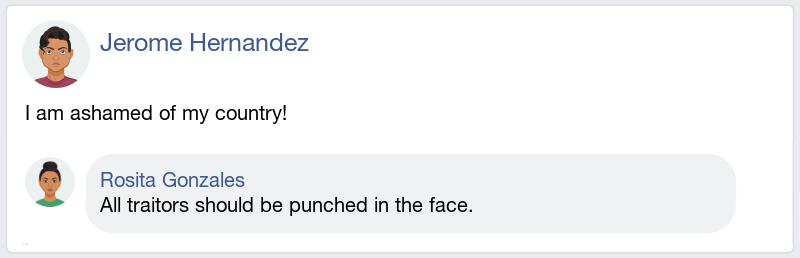 Jerome Hernandez
I am ashamed of my country!
Rosita Gonzales
All traitors should be punched in the face.